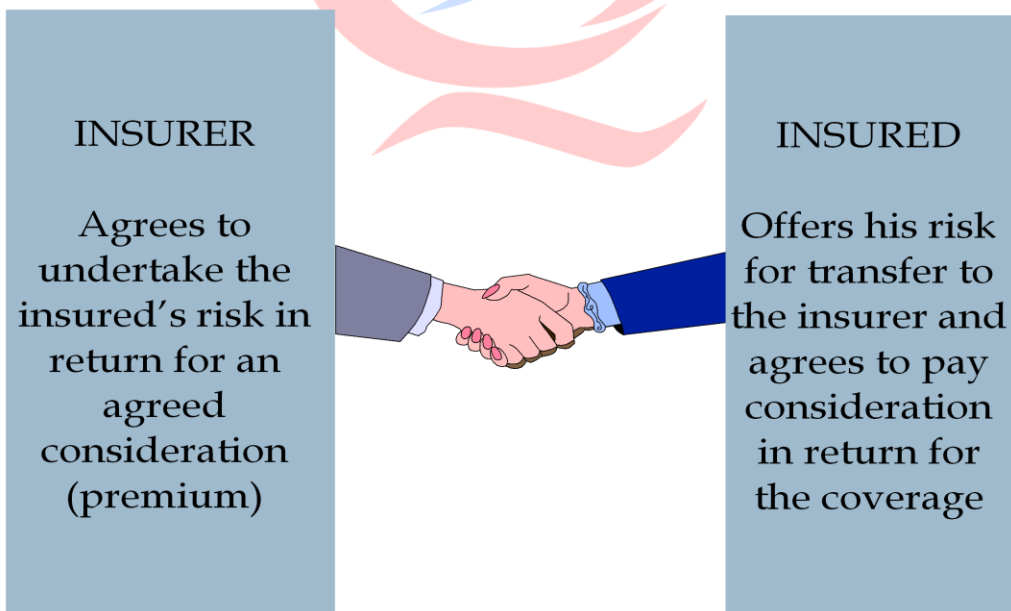 INSURER
Agrees to
undertake the
insured’s risk in
return for an
agreed
consideration
(premium)
INSURED
Offers his risk
for transfer to
the insurer and
agrees to pay
consideration
in return for
the coverage